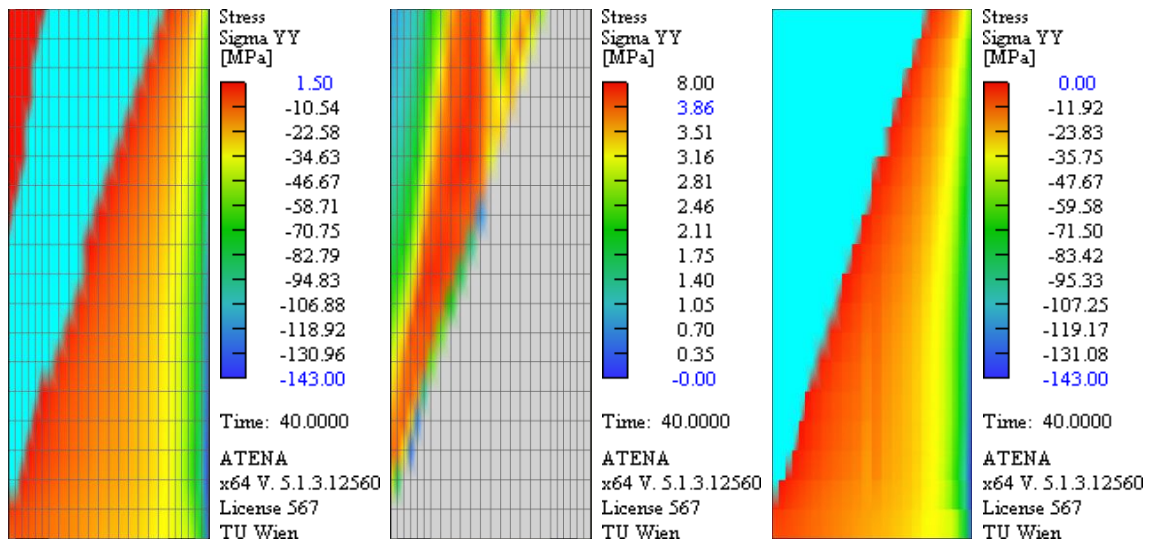 Stress
Sigma YY
[MPa]
1.50
-10.54
-22.58
-34.63
-46.67
-58.71
-70.75
-82.79
-94.83
-106.88
-118.92
-130.96
-143.00
Time: 40.0000
ATENA
x64 V. 5.1.3.12560
License 567
TU Wien
Stress
Sigma YY
[MPa]
8.00
3.86
3.51
3.16
2.81
2.46
2.11
1.75
1.40
1.05
0.70
0.35
-0.00
Time: 40.0000
ATENA
x64 V. 5.1.3.12560
License 567
TU Wien
Stress
Sigma YY
[MPa]
0.00
-11.92
-23.83
-35.75
-47.67
-59.58
-71.50
-83.42
-95.33
-107.25
-119.17
-131.08
-143.00
Time: 40.0000
ATENA
x64 V. 5.1.3.12560
License 567
TU Wien